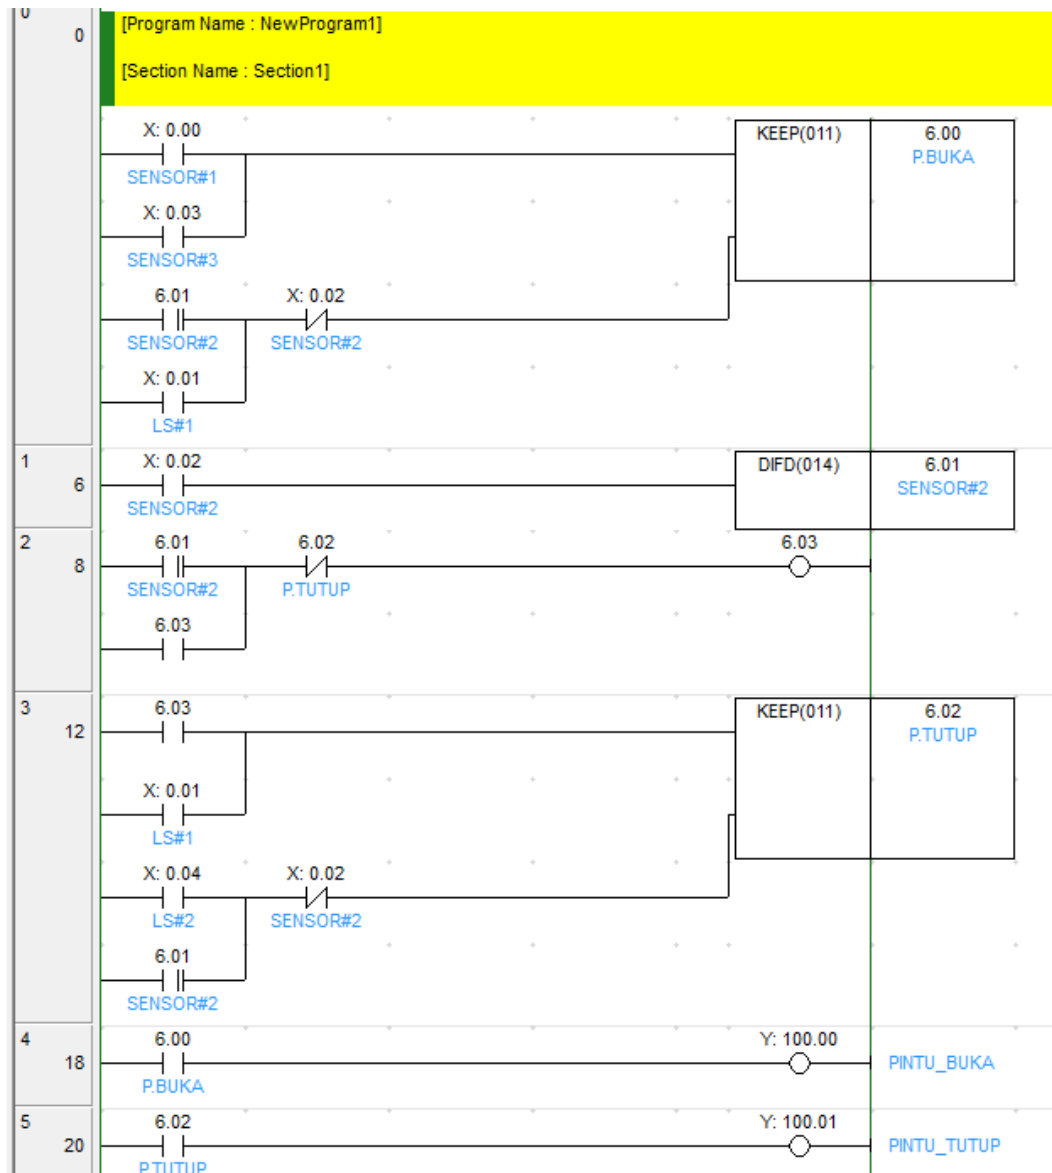 0
0
[Program Name : NewProgram1]
[Section Name : Section1]
X: 0.00
KEEP(011)
6.00
SENSOR#1
P.BUKA
X: 0.03
SENSOR#3
6.01
X: 0.02
SENSOR#2
SENSOR#2
X: 0.01
LS#1
1
6
X: 0.02
DIFD(014)
6.01
SENSOR#2
SENSOR#2
2
8
6.01
6.02
6.03
SENSOR#2
P.TUTUP
6.03
3
12
6.03
KEEP(011)
6.02
P.TUTUP
X: 0.01
LS#1
X: 0.04
X: 0.02
LS#2
SENSOR#2
6.01
SENSOR#2
4
18
6.00
Y: 100.00
PINTU_BUKA
P.BUKA
5
20
6.02
Y: 100.01
PINTU_TUTUP
P.TUTUP